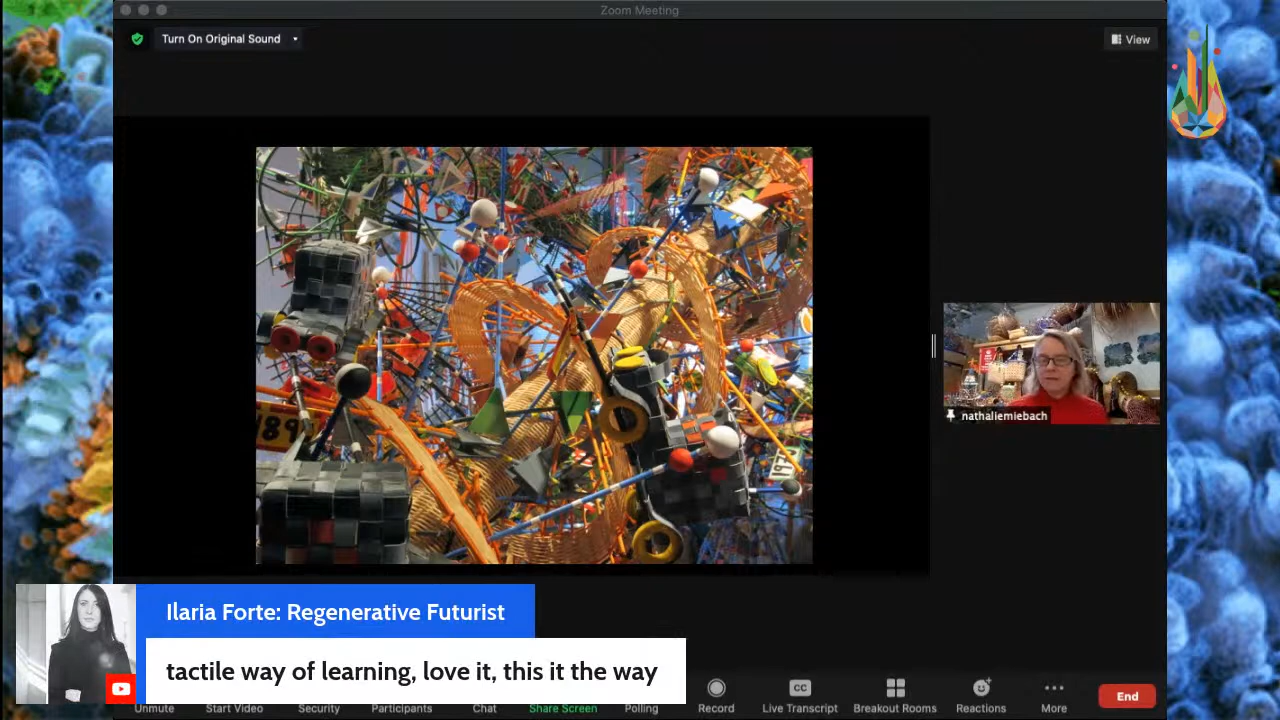 Zoom Meeting
Turn On Original Sound
View
nathaliemiebach
Ilaria Forte: Regenerative Futurist
tactile way of learning, love it, this it the way
Unmute Start Video Security Participants Chat Share Screen Polling Record Live Transcript Breakout Rooms Reactions More
CC
End